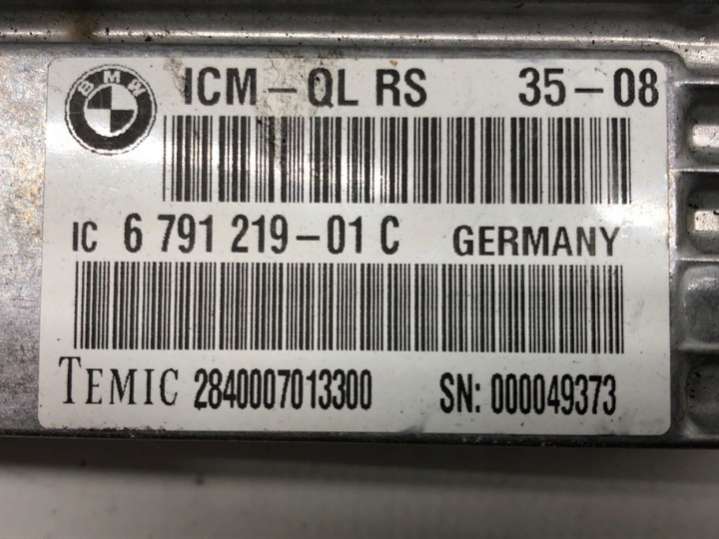 BMW ICM-QL RS 35-08
IC 6 791 219-01 C GERMANY
TEMIC 2840007013300 SN: 000049373